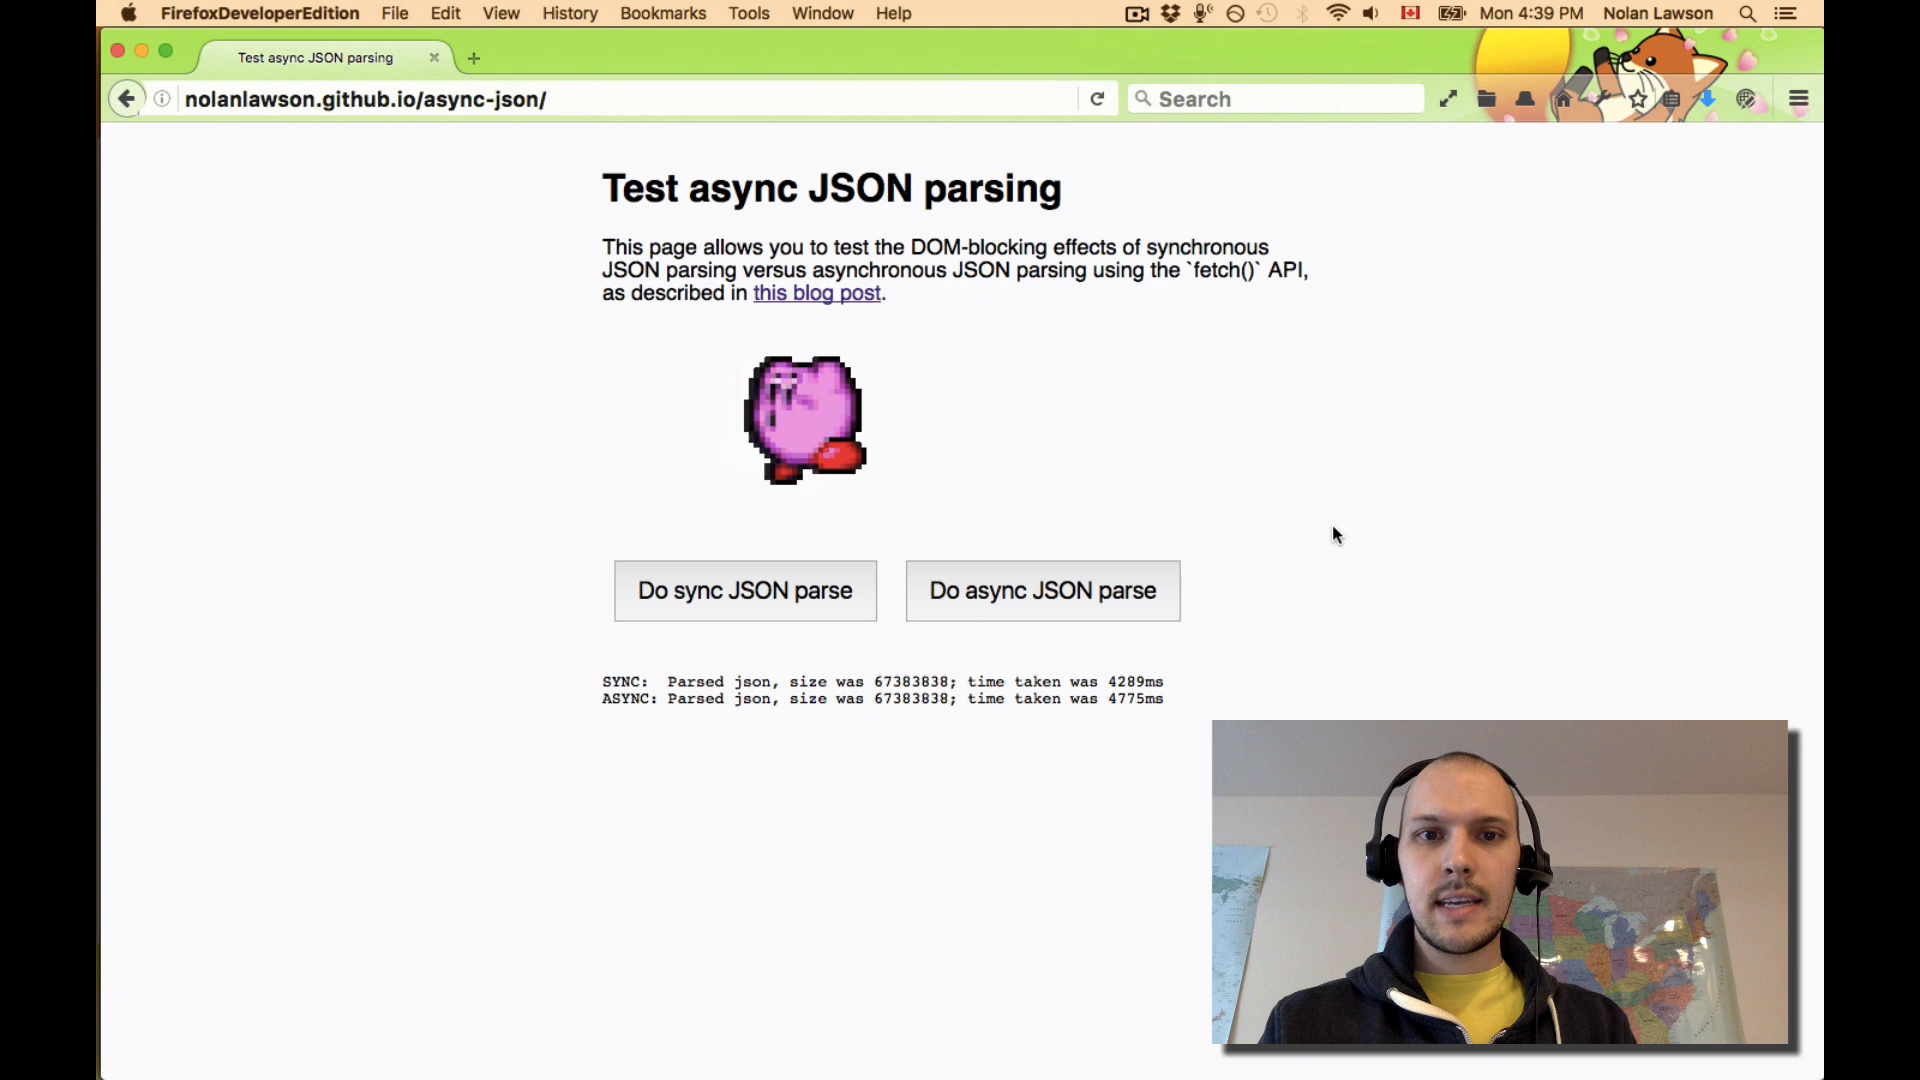 FirefoxDeveloperEdition File Edit View History Bookmarks Tools Window Help Mon 4:39 PM Nolan Lawson
Test async JSON parsing
nolanlawson.github.io/async-json/ Search
Test async JSON parsing
This page allows you to test the DOM-blocking effects of synchronous
JSON parsing versus asynchronous JSON parsing using the `fetch()` API,
as described in this blog post.
Do sync JSON parse Do async JSON parse
SYNC: Parsed json, size was 67383838; time taken was 4289ms
ASYNC: Parsed json, size was 67383838; time taken was 4775ms